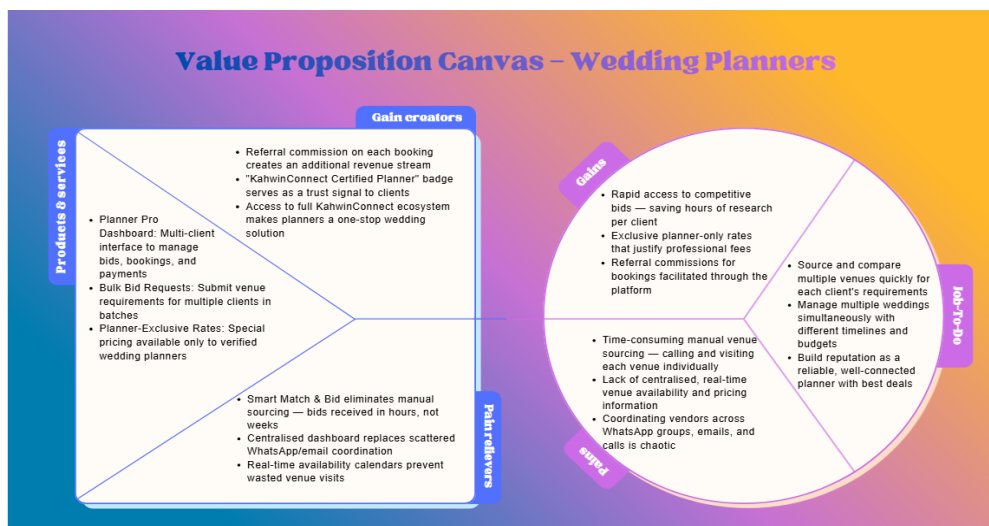 Value Proposition Canvas – Wedding Planners
Gain creators
Products & services
• Referral commission on each booking
creates an additional revenue stream
• "KahwinConnect Certified Planner" badge
serves as a trust signal to clients
• Access to full KahwinConnect ecosystem
makes planners a one-stop wedding
solution
• Planner Pro
Dashboard: Multi-client
interface to manage
bids, bookings, and
payments
• Bulk Bid Requests: Submit venue
requirements for multiple clients in
batches
• Planner-Exclusive Rates: Special
pricing available only to verified
wedding planners
• Smart Match & Bid eliminates manual
sourcing — bids received in hours, not
weeks
• Centralised dashboard replaces scattered
WhatsApp/email coordination
• Real-time availability calendars prevent
wasted venue visits
Pain relievers
Gains
• Rapid access to competitive
bids — saving hours of research
per client
• Exclusive planner-only rates
that justify professional fees
• Referral commissions for
bookings facilitated through the
platform
• Source and compare
multiple venues quickly for
each client's requirements
• Manage multiple weddings
simultaneously with
different timelines and
budgets
• Build reputation as a
reliable, well-connected
planner with best deals
Job-To-Do
• Time-consuming manual venue
sourcing — calling and visiting
each venue individually
• Lack of centralised, real-time
venue availability and pricing
information
• Coordinating vendors across
WhatsApp groups, emails, and
calls is chaotic
Pains